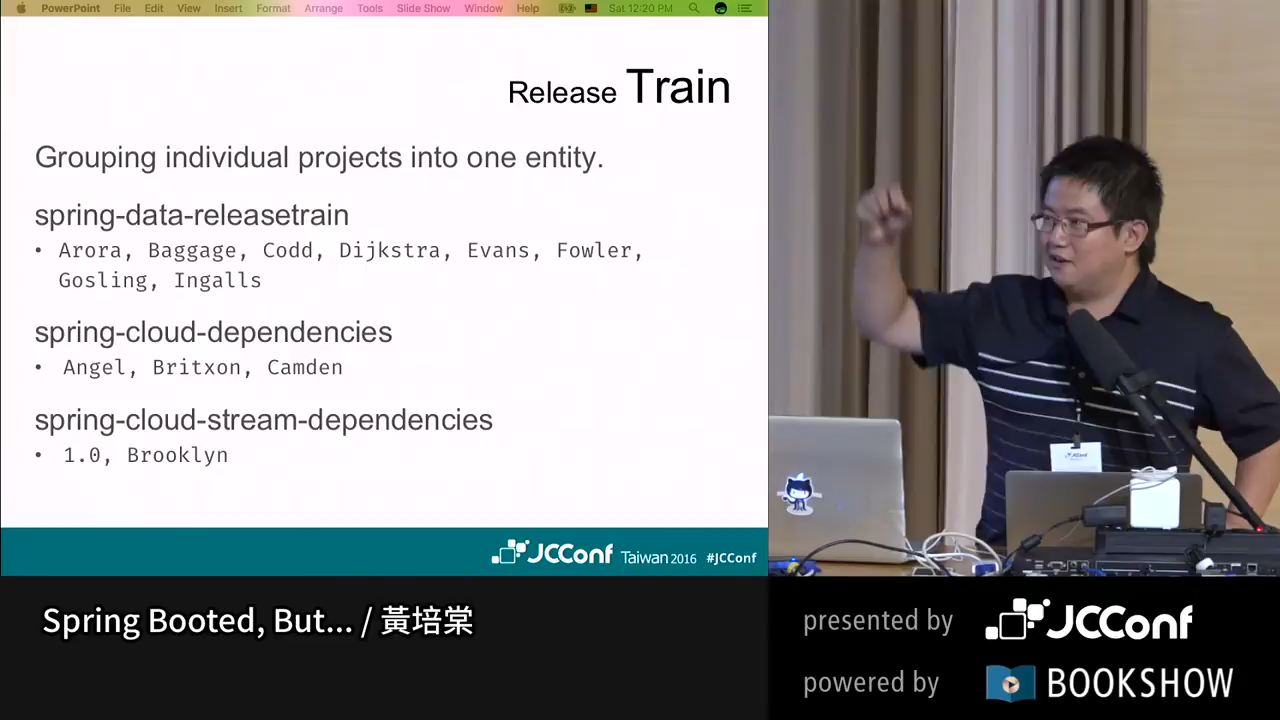 PowerPoint File Edit View Insert Format Arrange Tools Slide Show Window Help Sat 12:20 PM
Release Train
Grouping individual projects into one entity.
spring-data-releasetrain
• Arora, Baggage, Codd, Dijkstra, Evans, Fowler,
Gosling, Ingalls
spring-cloud-dependencies
• Angel, Britxon, Camden
spring-cloud-stream-dependencies
• 1.0, Brooklyn
JCConf Taiwan 2016 #JCConf
Spring Booted, But... / 黃培棠
presented by JCConf
powered by BOOKSHOW